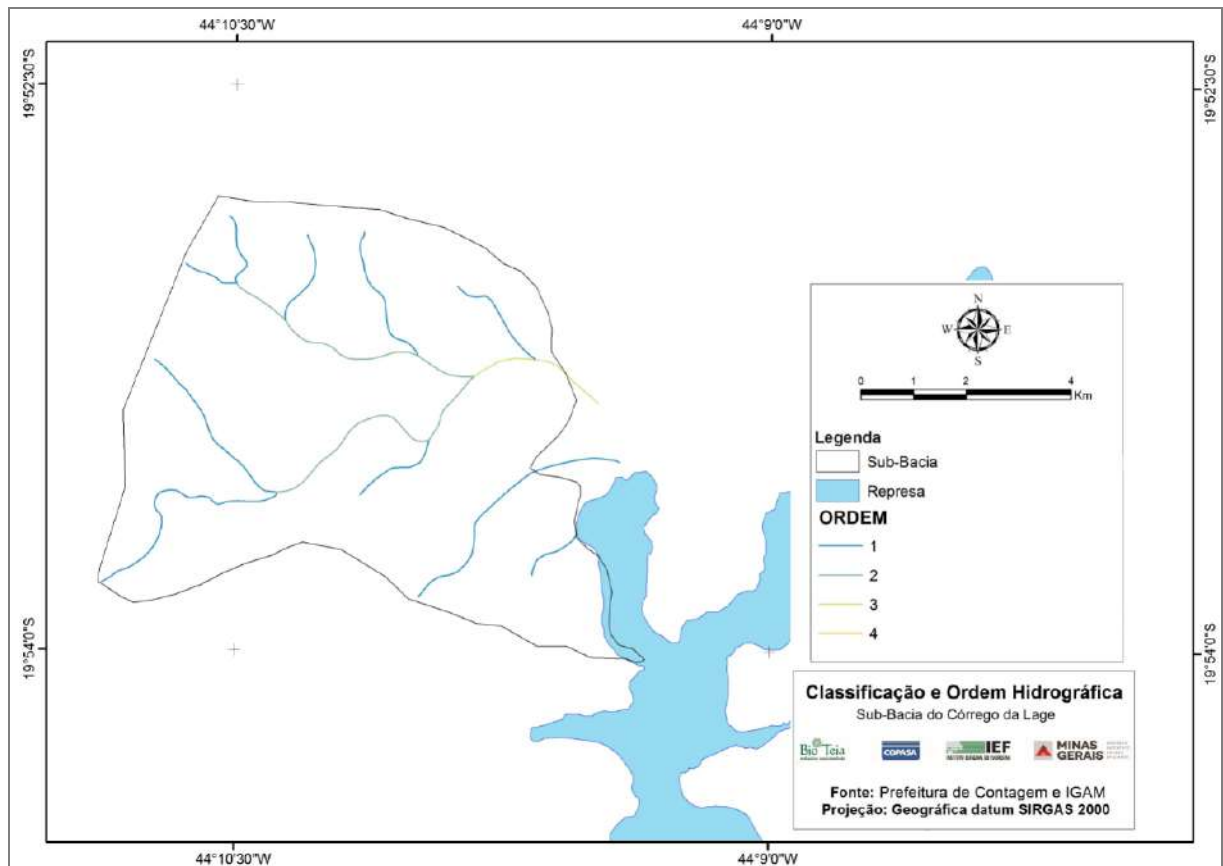 44°10'30"W
44°9'0"W
19°52'30"S
19°52'30"S
N
W
E
S
0 1 2 4
Km
Legenda
Sub-Bacia
Represa
ORDEM
1
2
3
4
19°54'0"S
19°54'0"S
Classificação e Ordem Hidrográfica
Sub-Bacia do Córrego da Lage
Bio Teia
COPASA
IEF
MINAS
GERAIS
Fonte: Prefeitura de Contagem e IGAM
Projeção: Geográfica datum SIRGAS 2000
44°10'30"W
44°9'0"W